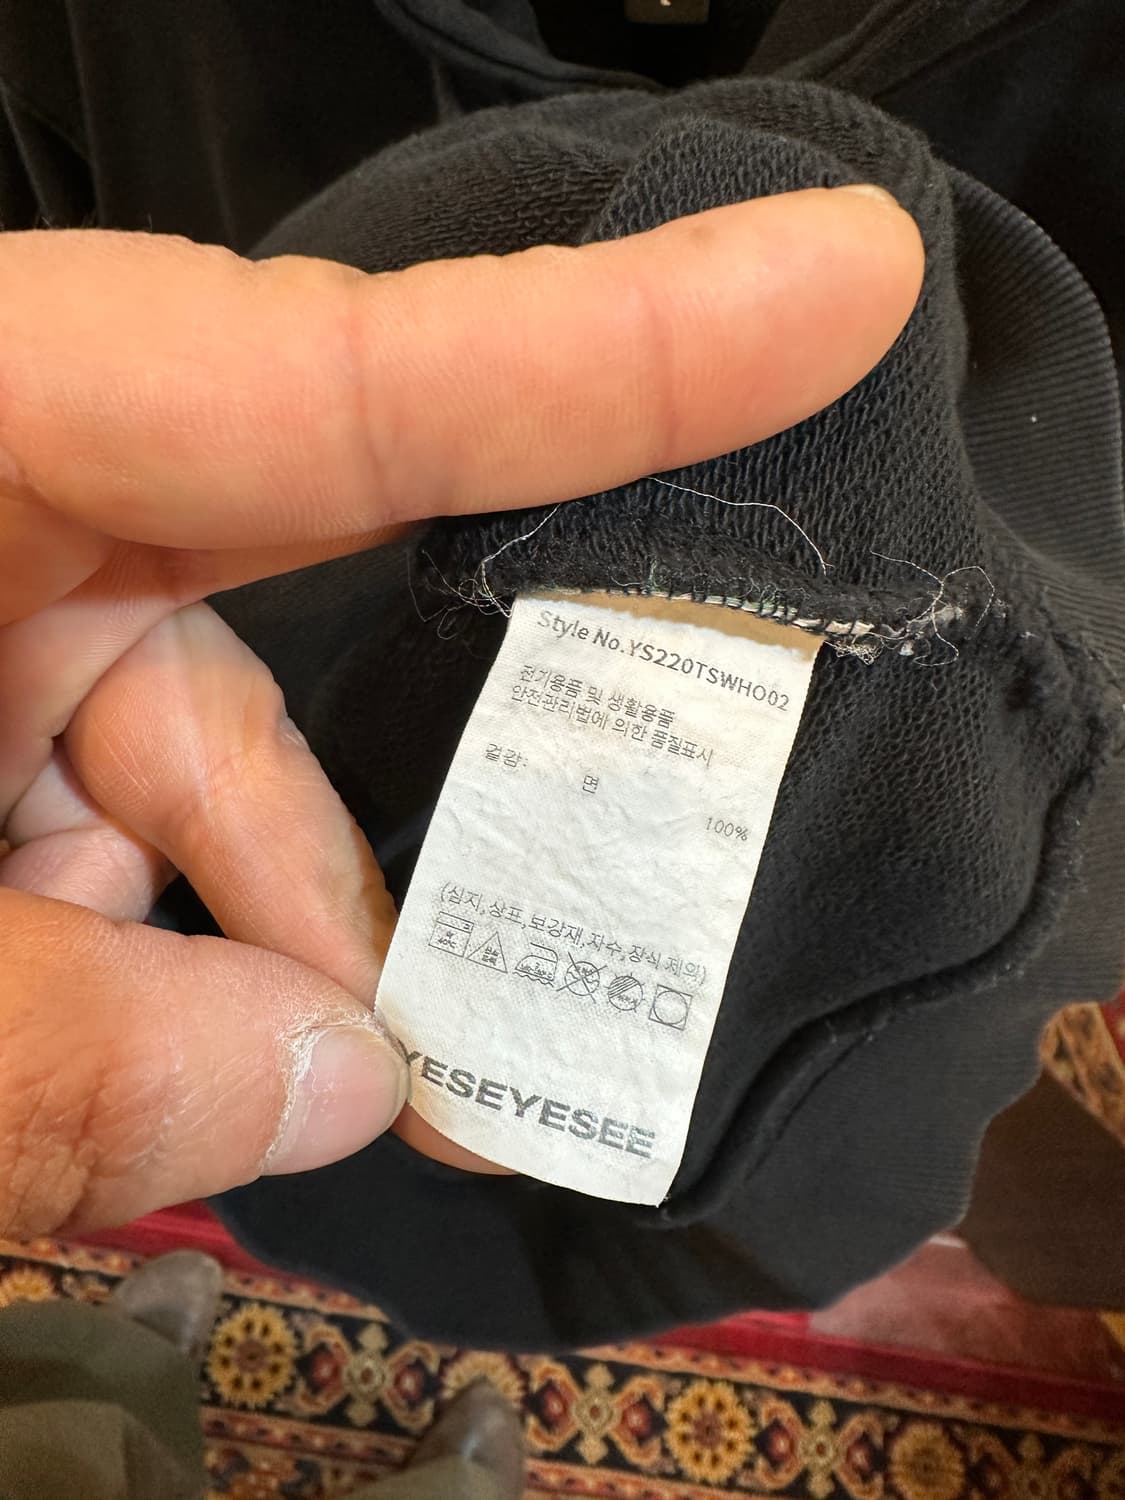 Style No.YS220TSWHO02
전기용품 및 생활용품
안전관리법에 의한 품질표시
겉감: 면 100%
(심지,상표,보강재,자수,장식 제외)
YESEYESEE